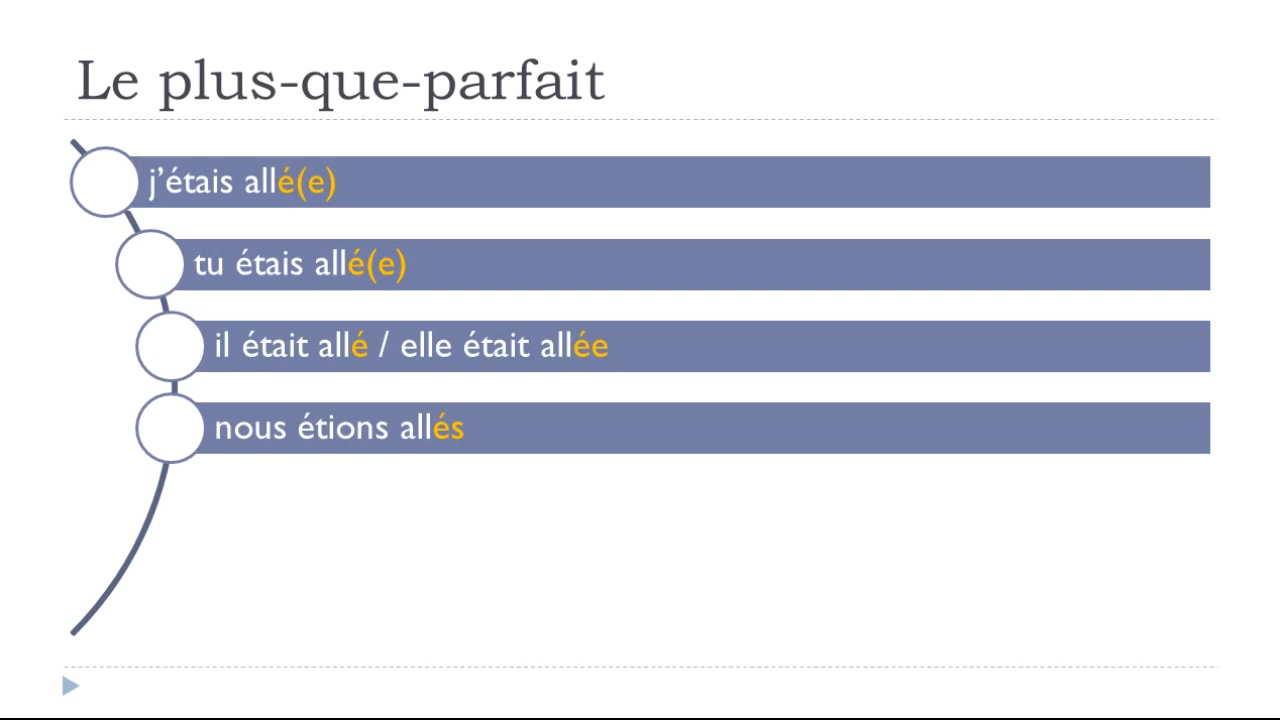 Le plus-que-parfait
j’étais allé(e)
tu étais allé(e)
il était allé / elle était allée
nous étions allés